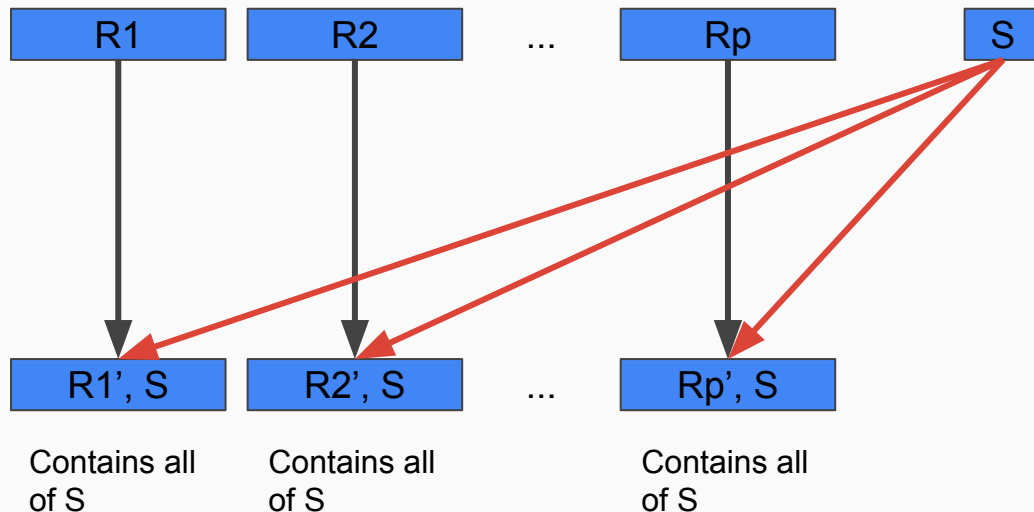 R1 R2 ... Rp S
R1’, S R2’, S ... Rp’, S
Contains all Contains all Contains all
of S of S of S